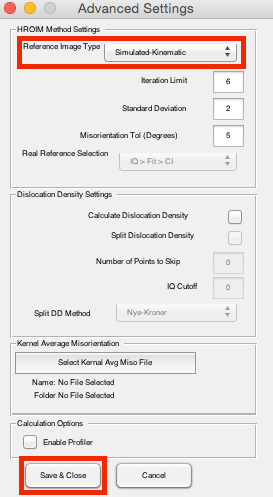 Advanced Settings
HROIM Method Settings
Reference Image Type Simulated-Kinematic
Iteration Limit 6
Standard Deviation 2
Misorientation Tol (Degrees) 5
Real Reference Selection IQ > Fit > CI
Dislocation Density Settings
Calculate Dislocation Density
Split Dislocation Density
Number of Points to Skip 0
IQ Cutoff 0
Split DD Method Nye-Kroner
Kernel Average Misorientation
Select Kernal Avg Miso File
Name: No File Selected
Folder No File Selected
Calculation Options
Enable Profiler
Save & Close Cancel